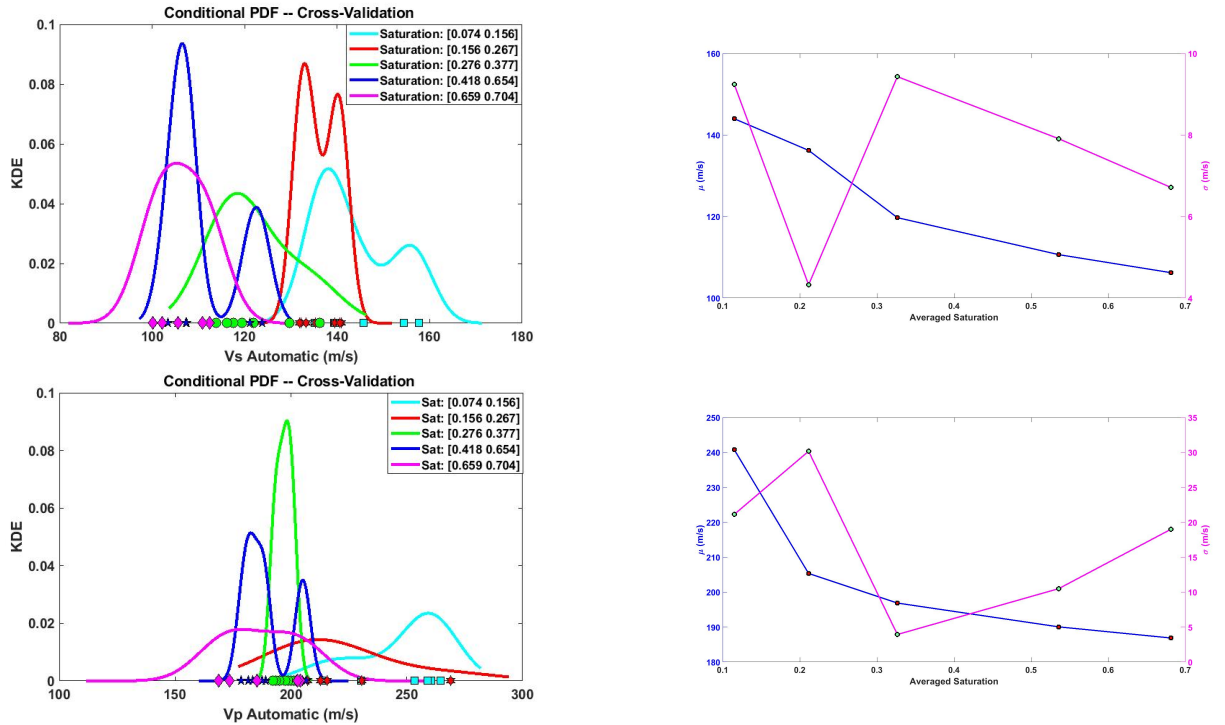 Conditional PDF -- Cross-Validation
0.1
0.08
0.06
0.04
0.02
0
KDE
Saturation: [0.074 0.156]
Saturation: [0.156 0.267]
Saturation: [0.276 0.377]
Saturation: [0.418 0.654]
Saturation: [0.659 0.704]
80 100 120 140 160 180
Vs Automatic (m/s)
160
140
120
100
μ (m/s)
10
8
6
4
σ (m/s)
0.1 0.2 0.3 0.4 0.5 0.6 0.7
Averaged Saturation
Conditional PDF -- Cross-Validation
0.1
0.08
0.06
0.04
0.02
0
KDE
Sat: [0.074 0.156]
Sat: [0.156 0.267]
Sat: [0.276 0.377]
Sat: [0.418 0.654]
Sat: [0.659 0.704]
100 150 200 250 300
Vp Automatic (m/s)
250
240
230
220
210
200
190
180
μ (m/s)
35
30
25
20
15
10
5
0
σ (m/s)
0.1 0.2 0.3 0.4 0.5 0.6 0.7
Averaged Saturation